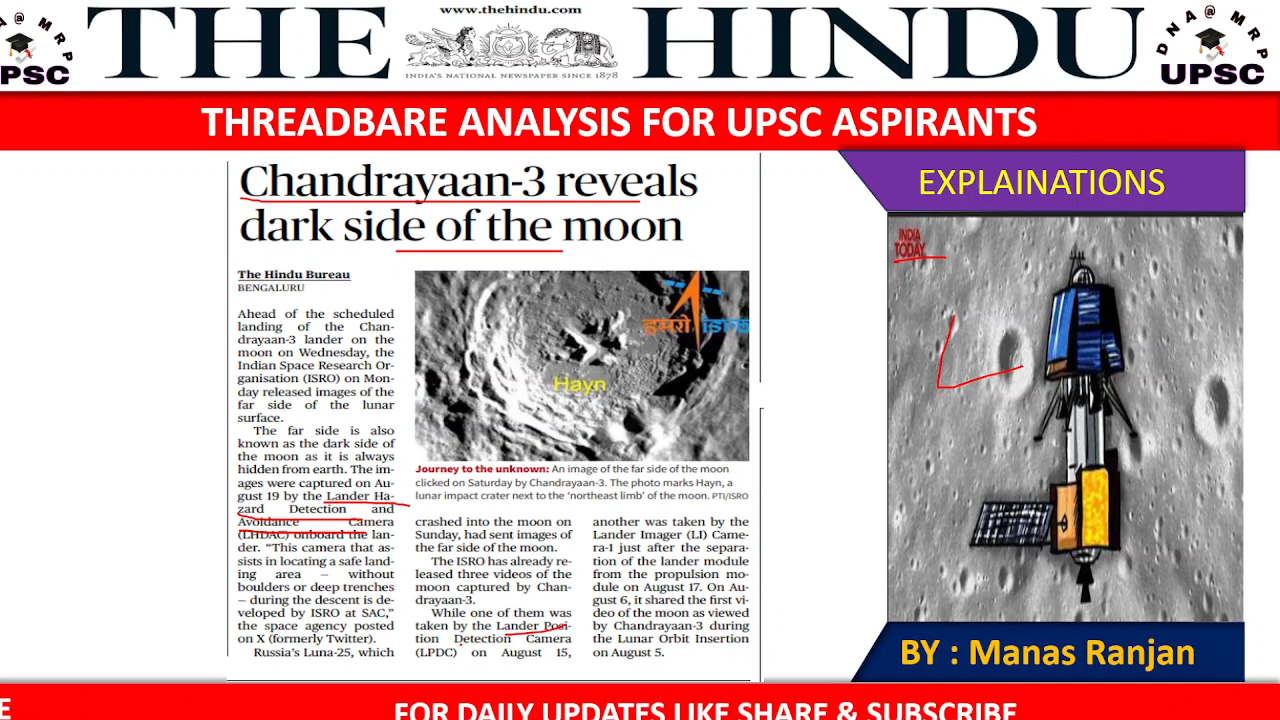 www.thehindu.com
THE HINDU
INDIA'S NATIONAL NEWSPAPER SINCE 1878
DNA@MRP
UPSC
PSC
THREADBARE ANALYSIS FOR UPSC ASPIRANTS
Chandrayaan-3 reveals
dark side of the moon
The Hindu Bureau
BENGALURU
Ahead of the scheduled
landing of the Chan-
drayaan-3 lander on the
moon on Wednesday, the
Indian Space Research Or-
ganisation (ISRO) on Mon-
day released images of the
far side of the lunar
surface.
The far side is also
known as the dark side of
the moon as it is always
hidden from earth. The im-
ages were captured on Au-
gust 19 by the Lander Ha-
zard Detection and
Avoidance Camera
(LHDAC) onboard the lan-
der. “This camera that as-
sists in locating a safe land-
ing area — without
boulders or deep trenches
— during the descent is de-
veloped by ISRO at SAC,”
the space agency posted
on X (formerly Twitter).
Russia's Luna-25, which
इसरो isro
Hayn
Journey to the unknown: An image of the far side of the moon
clicked on Saturday by Chandrayaan-3. The photo marks Hayn, a
lunar impact crater next to the ‘northeast limb’ of the moon. PTI/ISRO
crashed into the moon on
Sunday, had sent images of
the far side of the moon.
The ISRO has already re-
leased three videos of the
moon captured by Chan-
drayaan-3.
While one of them was
taken by the Lander Posi-
tion Detection Camera
(LPDC) on August 15,
another was taken by the
Lander Imager (LI) Came-
ra-1 just after the separa-
tion of the lander module
from the propulsion mo-
dule on August 17. On Au-
gust 6, it shared the first vi-
deo of the moon as viewed
by Chandrayaan-3 during
the Lunar Orbit Insertion
on August 5.
EXPLAINATIONS
INDIA
TODAY
BY : Manas Ranjan
FOR DAILY UPDATES LIKE SHARE & SUBSCRIBE